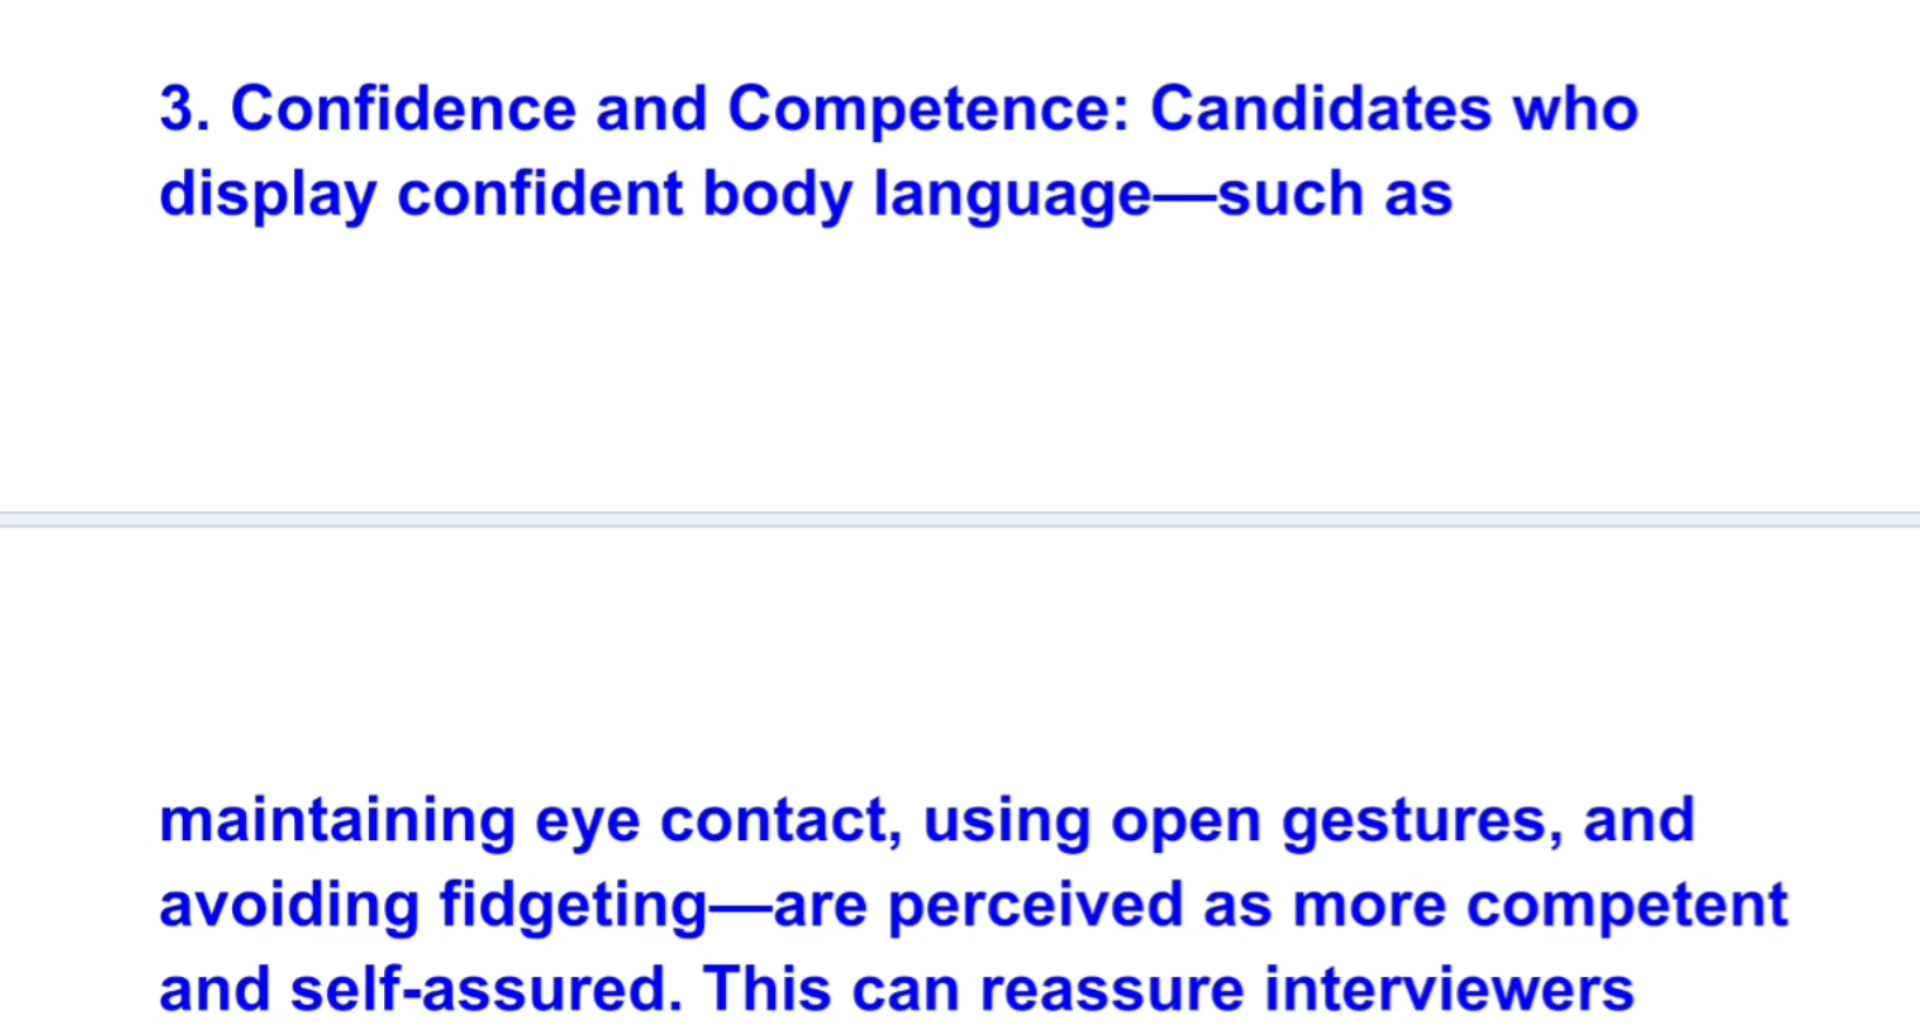 3. Confidence and Competence: Candidates who
display confident body language—such as
maintaining eye contact, using open gestures, and
avoiding fidgeting—are perceived as more competent
and self-assured. This can reassure interviewers